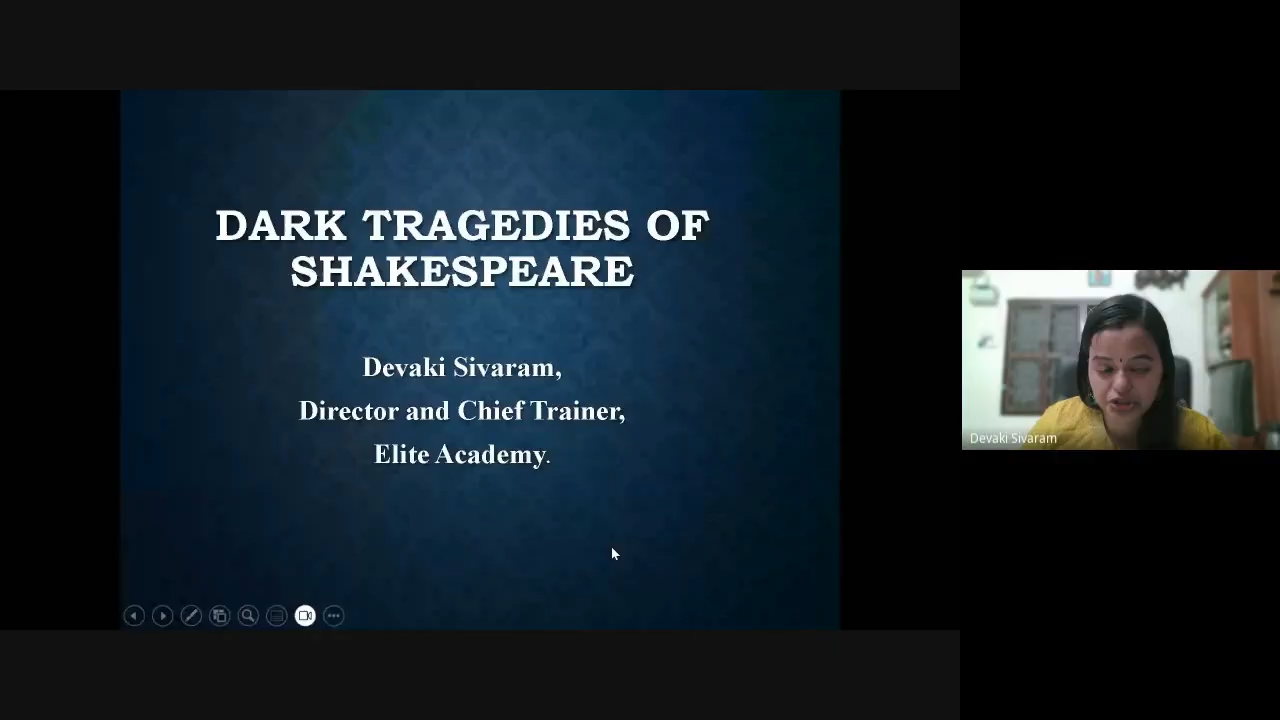 DARK TRAGEDIES OF
SHAKESPEARE
Devaki Sivaram,
Director and Chief Trainer,
Elite Academy.
Devaki Sivaram